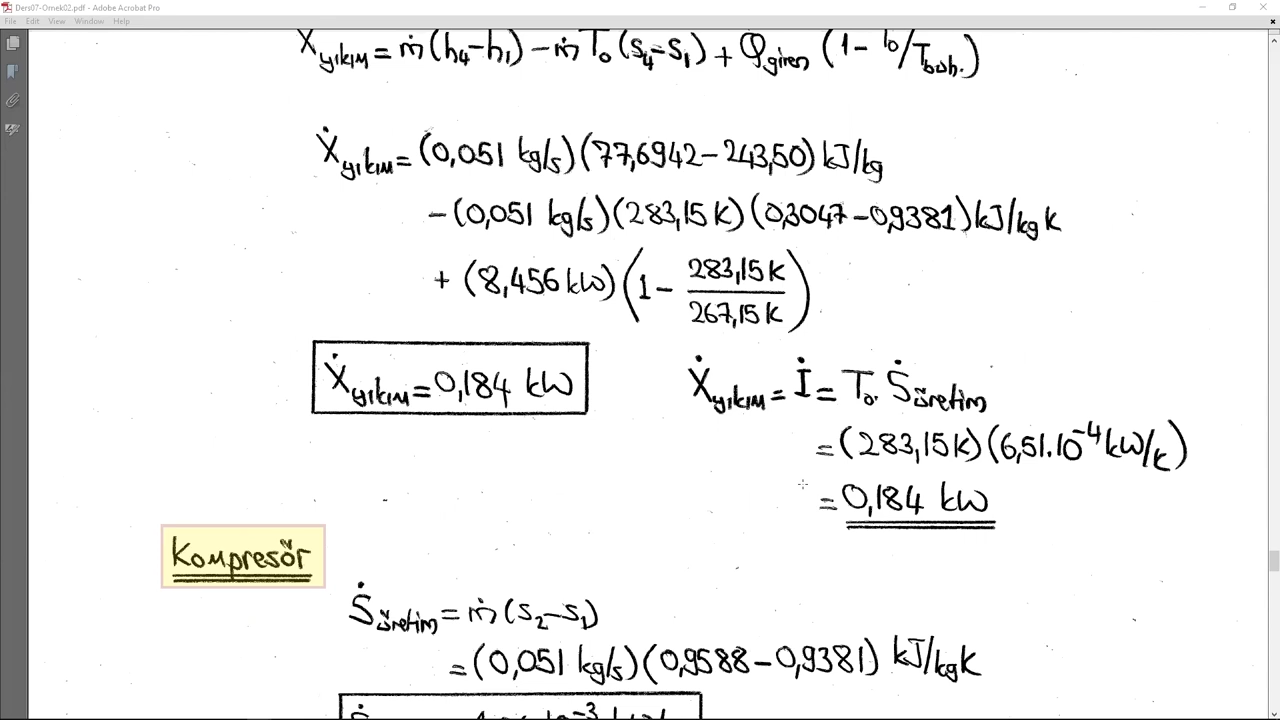 Ders07-Ornek02.pdf - Adobe Acrobat Pro
File Edit View Window Help
Ẋyıkım = ṁ(h4-h1) - ṁT0(s4-s1) + Q̇giren (1 - T0/Tsoh.)
Ẋyıkım = (0,051 kg/s)(77,6942 - 243,50) kJ/kg
-(0,051 kg/s)(283,15 K)(0,3047-0,9381) kJ/kg K
+ (8,456 kW)(1 - 283,15 K / 267,15 K)
Ẋyıkım = 0,184 kW
Ẋyıkım = İ = T0. Ṡüretim
= (283,15 K)(6,51.10⁻⁴ kW/K)
= 0,184 kW
Kompresör
Ṡüretim = ṁ(s2-s1)
= (0,051 kg/s)(0,9588-0,9381) kJ/kg K